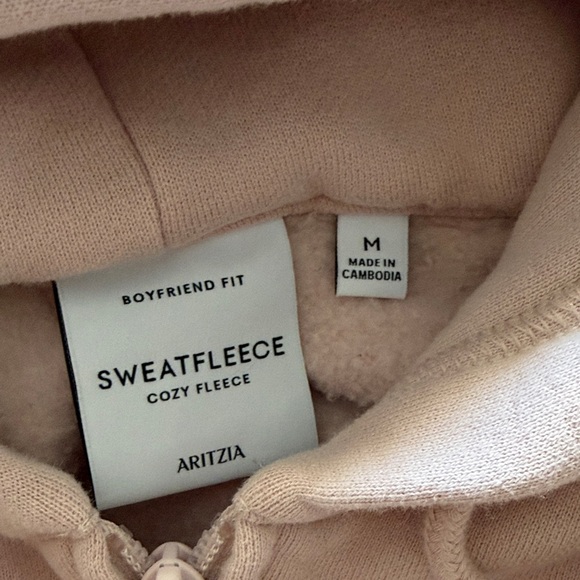 BOYFRIEND FIT
SWEATFLEECE
COZY FLEECE
ARITZIA
M
MADE IN
CAMBODIA